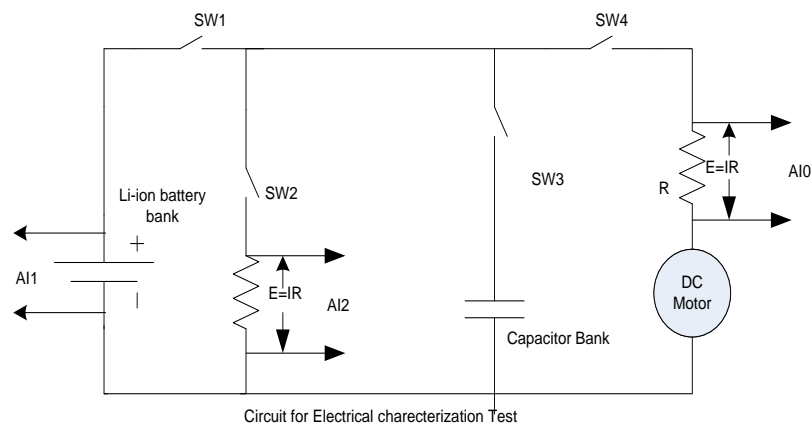 SW1
SW4
Li-ion battery
bank
SW2
SW3
R
E=IR
AI0
+
AI1
E=IR
AI2
DC
Motor
Capacitor Bank
Circuit for Electrical charecterization Test